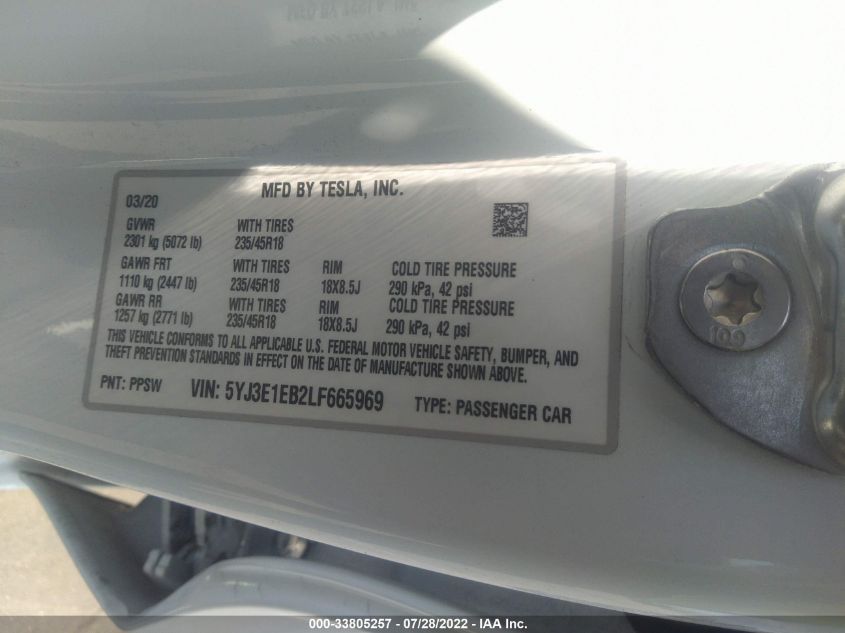 MFD BY TESLA, INC.
03/20
GVWR WITH TIRES
2301 kg (5072 lb) 235/45R18
GAWR FRT WITH TIRES RIM COLD TIRE PRESSURE
1110 kg (2447 lb) 235/45R18 18X8.5J 290 kPa, 42 psi
GAWR RR WITH TIRES RIM COLD TIRE PRESSURE
1257 kg (2771 lb) 235/45R18 18X8.5J 290 kPa, 42 psi
THIS VEHICLE CONFORMS TO ALL APPLICABLE U.S. FEDERAL MOTOR VEHICLE SAFETY, BUMPER, AND
THEFT PREVENTION STANDARDS IN EFFECT ON THE DATE OF MANUFACTURE SHOWN ABOVE.
PNT: PPSW VIN: 5YJ3E1EB2LF665969 TYPE: PASSENGER CAR
000-33805257 - 07/28/2022 - IAA Inc.